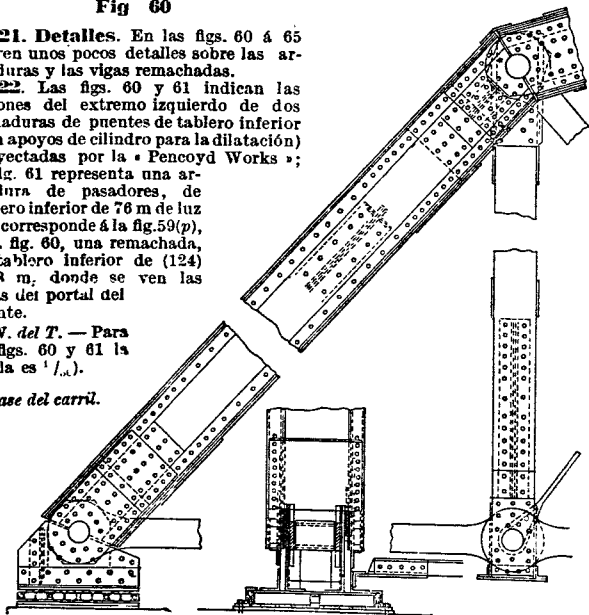 Fig 60
21. Detalles. En las figs. 60 á 65
ren unos pocos detalles sobre las ar-
duras y las vigas remachadas.
22. Las figs. 60 y 61 indican las
ones del extremo izquierdo de dos
aduras de puentes de tablero inferior
apoyos de cilindro para la dilatación)
yectadas por la « Pencoyd Works »;
fig. 61 representa una ar-
dura de pasadores, de
ero inferior de 76 m de luz
corresponde á la fig.59(p),
. fig. 60, una remachada,
tablero inferior de (124)
m, donde se ven las
s del portal del
nte.
V. del T. — Para
figs. 60 y 61 la
la es
ase del carril.